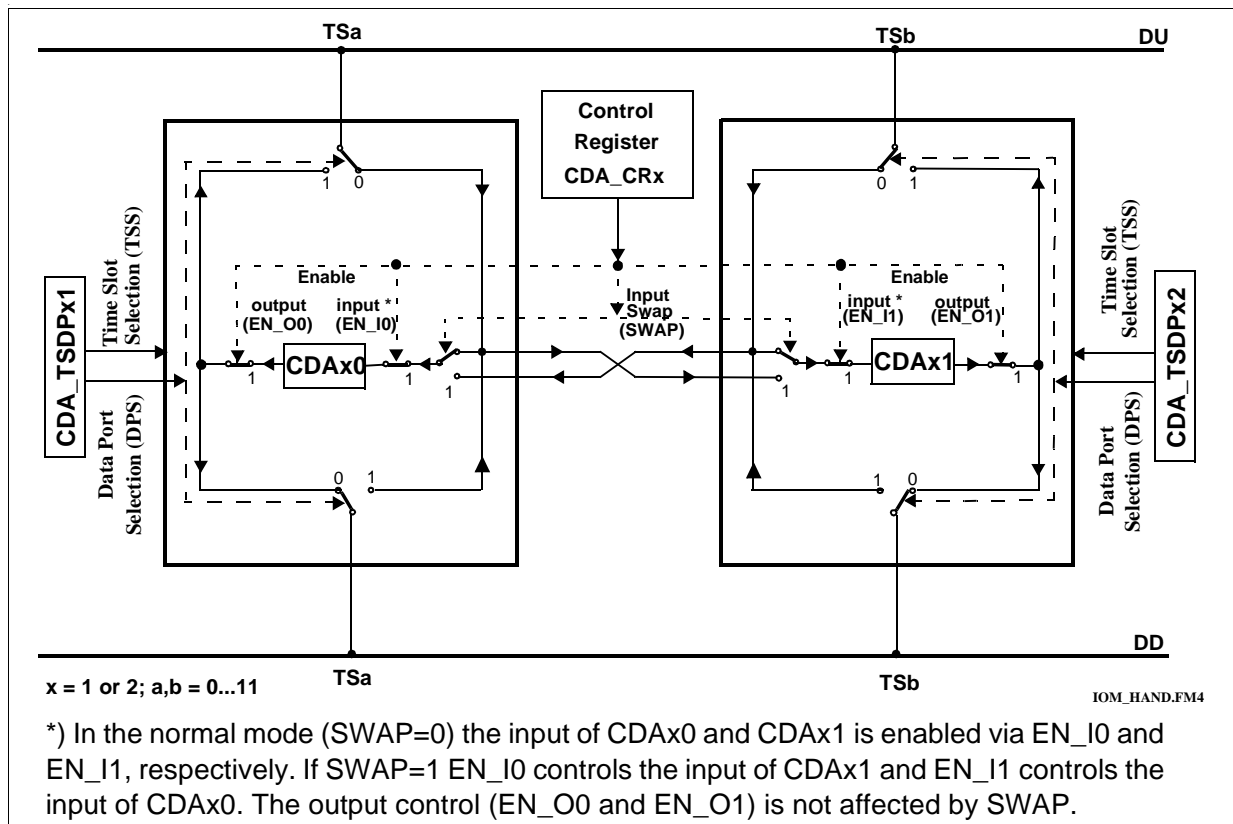 TSa
TSb
DU
Control
Register
CDA_CRx
1
0
0
1
Time Slot
Selection (TSS)
Enable
Enable
Time Slot
Selection (TSS)
output
(EN_O0)
input *
(EN_I0)
Input
Swap
(SWAP)
input *
(EN_I1)
output
(EN_O1)
CDA_TSDPx1
1
CDAx0
1
1
1
1
CDAx1
1
CDA_TSDPx2
Data Port
Selection (DPS)
Data Port
Selection (DPS)
0
1
1
0
DD
TSa
TSb
x = 1 or 2; a,b = 0...11
IOM_HAND.FM4
*) In the normal mode (SWAP=0) the input of CDAx0 and CDAx1 is enabled via EN_I0 and
EN_I1, respectively. If SWAP=1 EN_I0 controls the input of CDAx1 and EN_I1 controls the
input of CDAx0. The output control (EN_O0 and EN_O1) is not affected by SWAP.